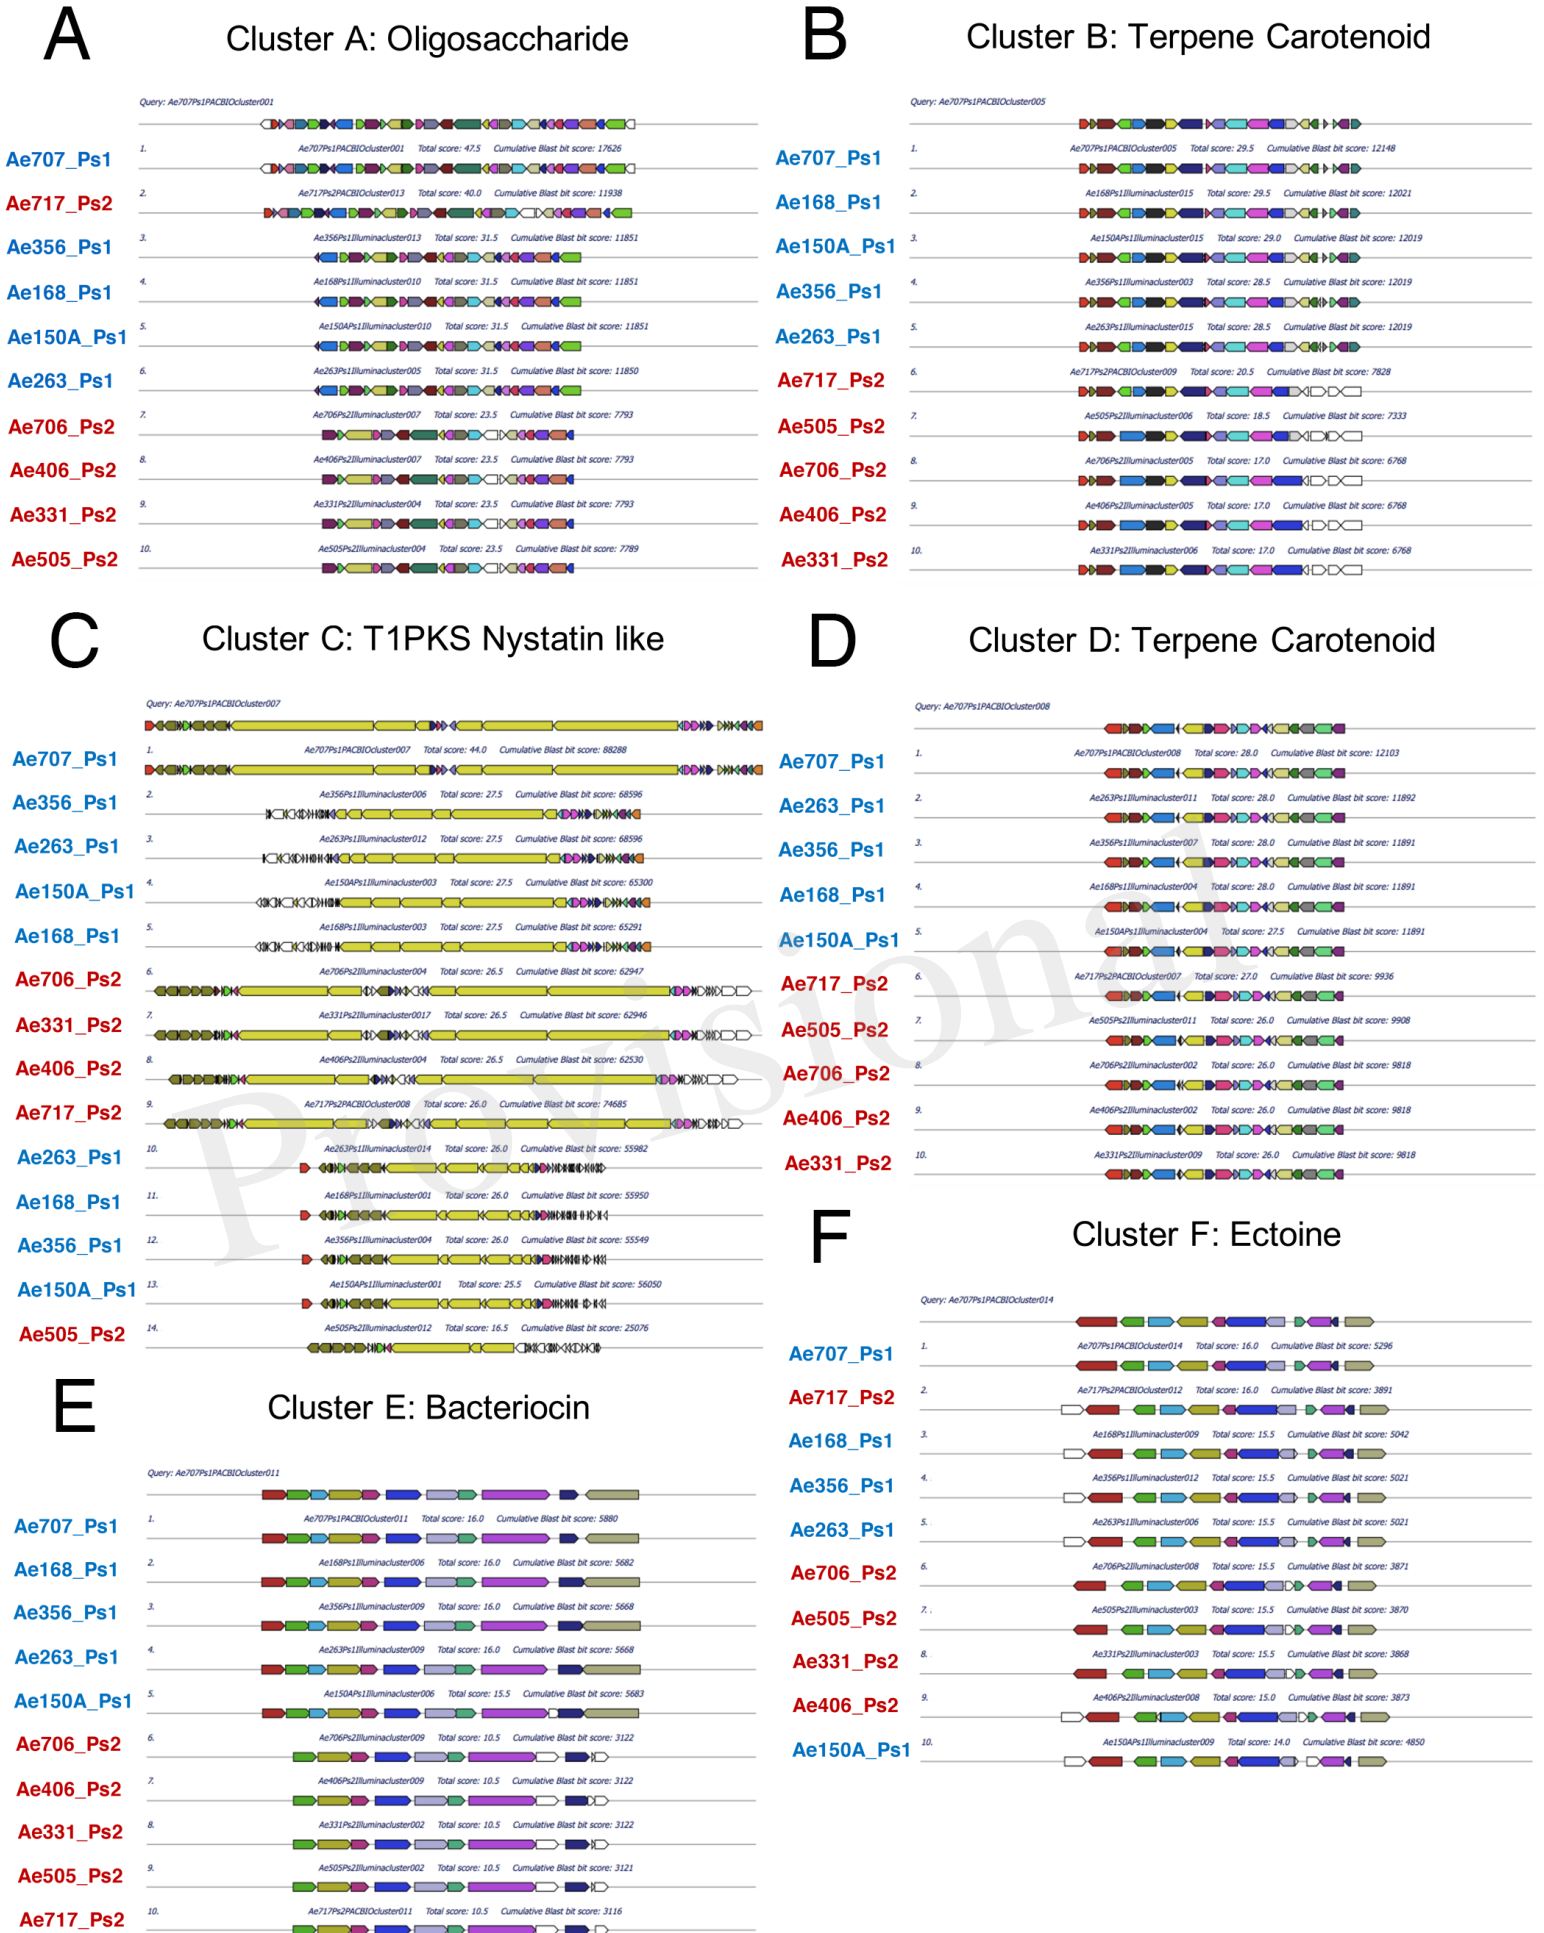 A
Cluster A: Oligosaccharide
Query: Ae707Ps1PACBIOcluster001
Ae707_Ps1
1. Ae707Ps1PACBIOcluster001 Total score: 47.5 Cumulative Blast bit score: 17626
Ae717_Ps2
2. Ae717Ps2PACBIOcluster013 Total score: 40.0 Cumulative Blast bit score: 11938
Ae356_Ps1
3. Ae356Ps1Illuminacluster013 Total score: 31.5 Cumulative Blast bit score: 11851
Ae168_Ps1
4. Ae168Ps1Illuminacluster010 Total score: 31.5 Cumulative Blast bit score: 11851
Ae150A_Ps1
5. Ae150APs1Illuminacluster010 Total score: 31.5 Cumulative Blast bit score: 11851
Ae263_Ps1
6. Ae263Ps1Illuminacluster005 Total score: 31.5 Cumulative Blast bit score: 11850
Ae706_Ps2
7. Ae706Ps2Illuminacluster007 Total score: 23.5 Cumulative Blast bit score: 7793
Ae406_Ps2
8. Ae406Ps2Illuminacluster007 Total score: 23.5 Cumulative Blast bit score: 7793
Ae331_Ps2
9. Ae331Ps2Illuminacluster004 Total score: 23.5 Cumulative Blast bit score: 7793
Ae505_Ps2
10. Ae505Ps2Illuminacluster004 Total score: 23.5 Cumulative Blast bit score: 7789
B
Cluster B: Terpene Carotenoid
Query: Ae707Ps1PACBIOcluster005
Ae707_Ps1
1. Ae707Ps1PACBIOcluster005 Total score: 29.5 Cumulative Blast bit score: 12148
Ae168_Ps1
2. Ae168Ps1Illuminacluster015 Total score: 29.5 Cumulative Blast bit score: 12021
Ae150A_Ps1
3. Ae150APs1Illuminacluster015 Total score: 29.0 Cumulative Blast bit score: 12019
Ae356_Ps1
4. Ae356Ps1Illuminacluster003 Total score: 28.5 Cumulative Blast bit score: 12019
Ae263_Ps1
5. Ae263Ps1Illuminacluster015 Total score: 28.5 Cumulative Blast bit score: 12019
Ae717_Ps2
6. Ae717Ps2PACBIOcluster009 Total score: 20.5 Cumulative Blast bit score: 7828
Ae505_Ps2
7. Ae505Ps2Illuminacluster006 Total score: 18.5 Cumulative Blast bit score: 7333
Ae706_Ps2
8. Ae706Ps2Illuminacluster005 Total score: 17.0 Cumulative Blast bit score: 6768
Ae406_Ps2
9. Ae406Ps2Illuminacluster005 Total score: 17.0 Cumulative Blast bit score: 6768
Ae331_Ps2
10. Ae331Ps2Illuminacluster006 Total score: 17.0 Cumulative Blast bit score: 6768
C
Cluster C: T1PKS Nystatin like
Query: Ae707Ps1PACBIOcluster007
Ae707_Ps1
1. Ae707Ps1PACBIOcluster007 Total score: 44.0 Cumulative Blast bit score: 88288
Ae356_Ps1
2. Ae356Ps1Illuminacluster006 Total score: 27.5 Cumulative Blast bit score: 68596
Ae263_Ps1
3. Ae263Ps1Illuminacluster012 Total score: 27.5 Cumulative Blast bit score: 68596
Ae150A_Ps1
4. Ae150APs1Illuminacluster003 Total score: 27.5 Cumulative Blast bit score: 65300
Ae168_Ps1
5. Ae168Ps1Illuminacluster003 Total score: 27.5 Cumulative Blast bit score: 65291
Ae706_Ps2
6. Ae706Ps2Illuminacluster004 Total score: 26.5 Cumulative Blast bit score: 62947
Ae331_Ps2
7. Ae331Ps2Illuminacluster0017 Total score: 26.5 Cumulative Blast bit score: 62946
Ae406_Ps2
8. Ae406Ps2Illuminacluster004 Total score: 26.5 Cumulative Blast bit score: 62530
Ae717_Ps2
9. Ae717Ps2PACBIOcluster008 Total score: 26.0 Cumulative Blast bit score: 74685
Ae263_Ps1
10. Ae263Ps1Illuminacluster014 Total score: 26.0 Cumulative Blast bit score: 55982
Ae168_Ps1
11. Ae168Ps1Illuminacluster001 Total score: 26.0 Cumulative Blast bit score: 55950
Ae356_Ps1
12. Ae356Ps1Illuminacluster004 Total score: 26.0 Cumulative Blast bit score: 55549
Ae150A_Ps1
13. Ae150APs1Illuminacluster001 Total score: 25.5 Cumulative Blast bit score: 56050
Ae505_Ps2
14. Ae505Ps2Illuminacluster012 Total score: 16.5 Cumulative Blast bit score: 25076
D
Cluster D: Terpene Carotenoid
Query: Ae707Ps1PACBIOcluster008
Ae707_Ps1
1. Ae707Ps1PACBIOcluster008 Total score: 28.0 Cumulative Blast bit score: 12103
Ae263_Ps1
2. Ae263Ps1Illuminacluster011 Total score: 28.0 Cumulative Blast bit score: 11892
Ae356_Ps1
3. Ae356Ps1Illuminacluster007 Total score: 28.0 Cumulative Blast bit score: 11891
Ae168_Ps1
4. Ae168Ps1Illuminacluster004 Total score: 28.0 Cumulative Blast bit score: 11891
Ae150A_Ps1
5. Ae150APs1Illuminacluster004 Total score: 27.5 Cumulative Blast bit score: 11891
Ae717_Ps2
6. Ae717Ps2PACBIOcluster007 Total score: 27.0 Cumulative Blast bit score: 9936
Ae505_Ps2
7. Ae505Ps2Illuminacluster011 Total score: 26.0 Cumulative Blast bit score: 9908
Ae706_Ps2
8. Ae706Ps2Illuminacluster002 Total score: 26.0 Cumulative Blast bit score: 9818
Ae406_Ps2
9. Ae406Ps2Illuminacluster002 Total score: 26.0 Cumulative Blast bit score: 9818
Ae331_Ps2
10. Ae331Ps2Illuminacluster009 Total score: 26.0 Cumulative Blast bit score: 9818
Provisional
E
Cluster E: Bacteriocin
Query: Ae707Ps1PACBIOcluster011
Ae707_Ps1
1. Ae707Ps1PACBIOcluster011 Total score: 16.0 Cumulative Blast bit score: 5880
Ae168_Ps1
2. Ae168Ps1Illuminacluster006 Total score: 16.0 Cumulative Blast bit score: 5682
Ae356_Ps1
3. Ae356Ps1Illuminacluster009 Total score: 16.0 Cumulative Blast bit score: 5668
Ae263_Ps1
4. Ae263Ps1Illuminacluster009 Total score: 16.0 Cumulative Blast bit score: 5668
Ae150A_Ps1
5. Ae150APs1Illuminacluster006 Total score: 15.5 Cumulative Blast bit score: 5683
Ae706_Ps2
6. Ae706Ps2Illuminacluster009 Total score: 10.5 Cumulative Blast bit score: 3122
Ae406_Ps2
7. Ae406Ps2Illuminacluster009 Total score: 10.5 Cumulative Blast bit score: 3122
Ae331_Ps2
8. Ae331Ps2Illuminacluster002 Total score: 10.5 Cumulative Blast bit score: 3122
Ae505_Ps2
9. Ae505Ps2Illuminacluster002 Total score: 10.5 Cumulative Blast bit score: 3121
Ae717_Ps2
10. Ae717Ps2PACBIOcluster011 Total score: 10.5 Cumulative Blast bit score: 3116
F
Cluster F: Ectoine
Query: Ae707Ps1PACBIOcluster014
Ae707_Ps1
1. Ae707Ps1PACBIOcluster014 Total score: 16.0 Cumulative Blast bit score: 5296
Ae717_Ps2
2. Ae717Ps2PACBIOcluster012 Total score: 16.0 Cumulative Blast bit score: 3891
Ae168_Ps1
3. Ae168Ps1Illuminacluster009 Total score: 15.5 Cumulative Blast bit score: 5042
Ae356_Ps1
4. Ae356Ps1Illuminacluster012 Total score: 15.5 Cumulative Blast bit score: 5021
Ae263_Ps1
5. Ae263Ps1Illuminacluster006 Total score: 15.5 Cumulative Blast bit score: 5021
Ae706_Ps2
6. Ae706Ps2Illuminacluster008 Total score: 15.5 Cumulative Blast bit score: 3871
Ae505_Ps2
7. Ae505Ps2Illuminacluster003 Total score: 15.5 Cumulative Blast bit score: 3870
Ae331_Ps2
8. Ae331Ps2Illuminacluster003 Total score: 15.5 Cumulative Blast bit score: 3868
Ae406_Ps2
9. Ae406Ps2Illuminacluster008 Total score: 15.0 Cumulative Blast bit score: 3873
Ae150A_Ps1
10. Ae150APs1Illuminacluster009 Total score: 14.0 Cumulative Blast bit score: 4850